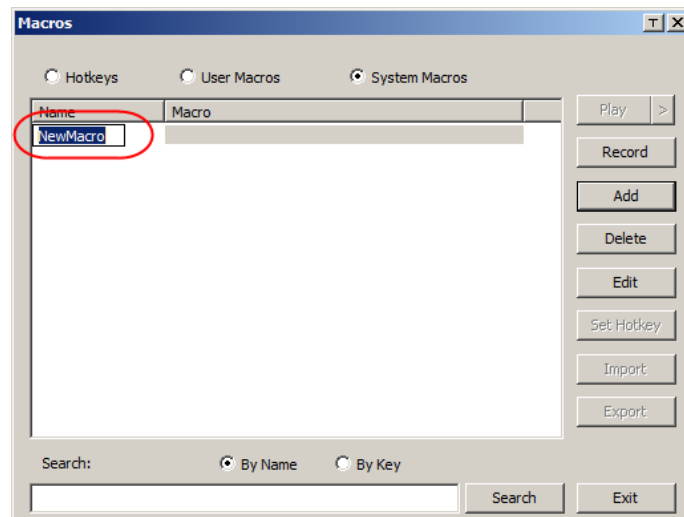 Macros
Hotkeys User Macros System Macros
Name Macro
Play >
NewMacro
Record
Add
Delete
Edit
Set Hotkey
Import
Export
Search: By Name By Key
Search Exit